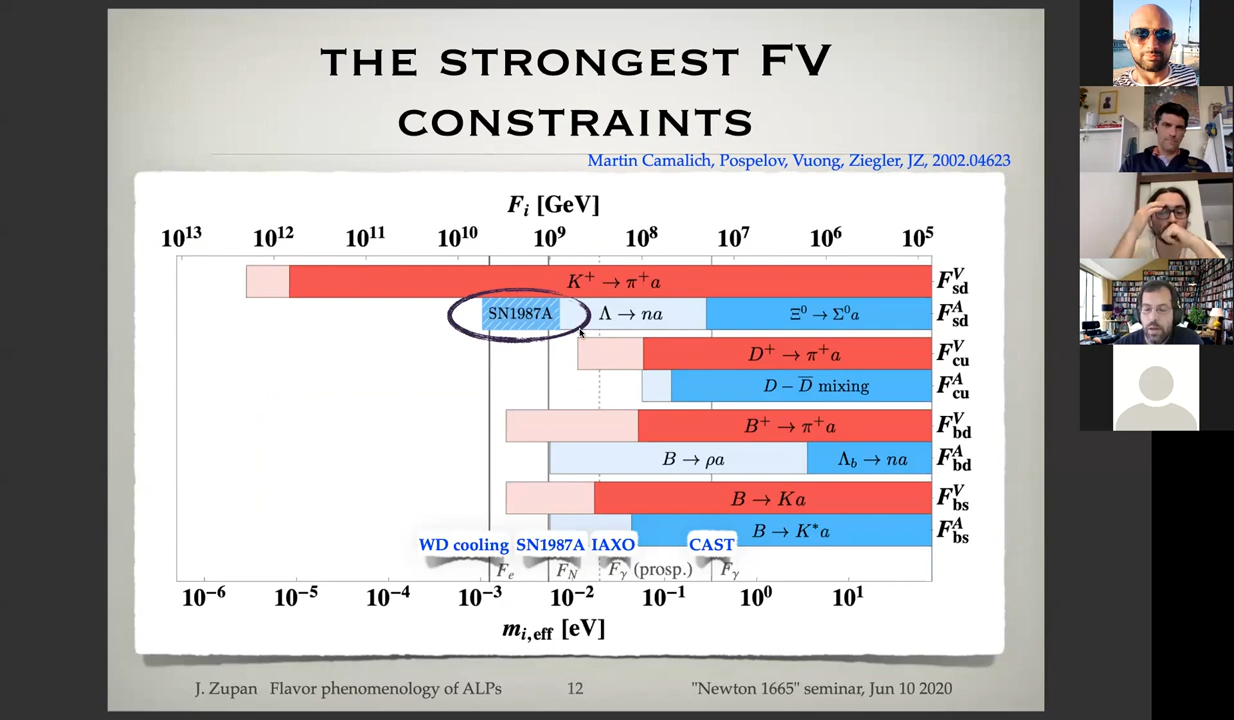 THE STRONGEST FV
CONSTRAINTS
Martin Camalich, Pospelov, Vuong, Ziegler, JZ, 2002.04623
F_i [GeV]
10^13 10^12 10^11 10^10 10^9 10^8 10^7 10^6 10^5
K^+ → π^+ a F^V_sd
SN1987A Λ → na Ξ^0 → Σ^0 a F^A_sd
D^+ → π^+ a F^V_cu
D − D̅ mixing F^A_cu
B^+ → π^+ a F^V_bd
B → ρa Λ_b → na F^A_bd
B → Ka F^V_bs
B → K^* a F^A_bs
WD cooling SN1987A IAXO CAST
F_e F_N F_γ (prosp.) F_γ
10^-6 10^-5 10^-4 10^-3 10^-2 10^-1 10^0 10^1
m_i,eff [eV]
J. Zupan Flavor phenomenology of ALPs 12 "Newton 1665" seminar, Jun 10 2020